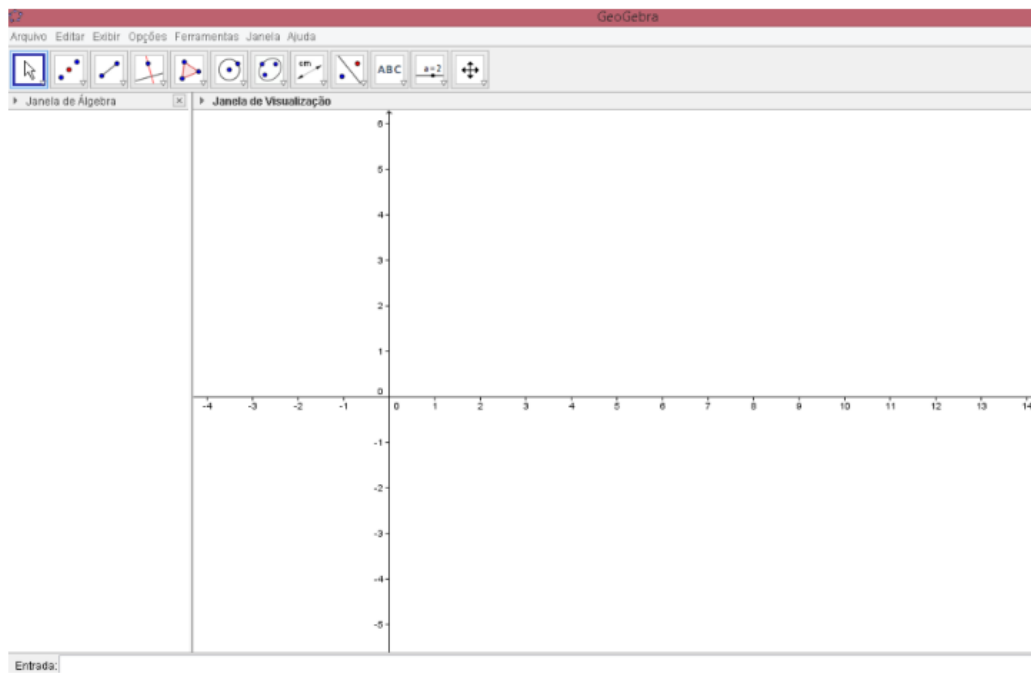 GeoGebra
Arquivo Editar Exibir Opções Ferramentas Janela Ajuda
cm ABC a=2
Janela de Álgebra Janela de Visualização
6
5
4
3
2
1
0
-4 -3 -2 -1 0 1 2 3 4 5 6 7 8 9 10 11 12 13 14
-1
-2
-3
-4
-5
Entrada: